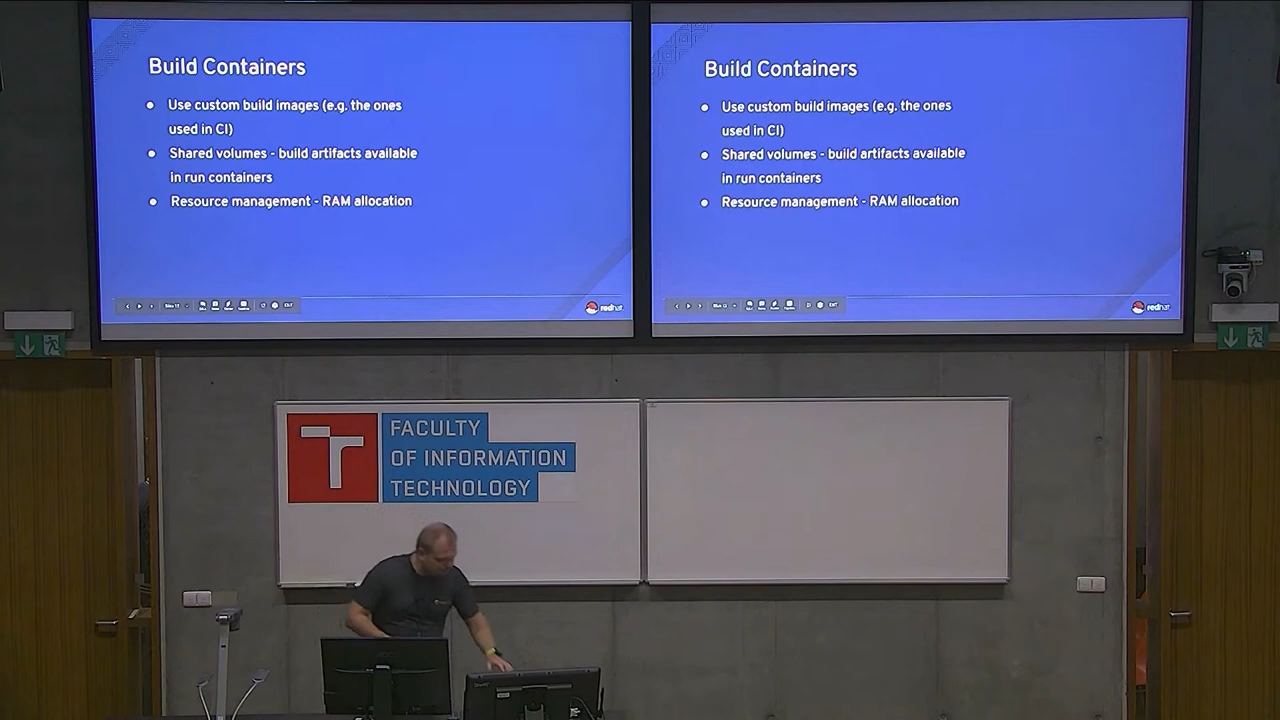 Build Containers
Use custom build images (e.g. the ones
used in CI)
Shared volumes - build artifacts available
in run containers
Resource management - RAM allocation
redhat
Build Containers
Use custom build images (e.g. the ones
used in CI)
Shared volumes - build artifacts available
in run containers
Resource management - RAM allocation
redhat
FACULTY
OF INFORMATION
TECHNOLOGY